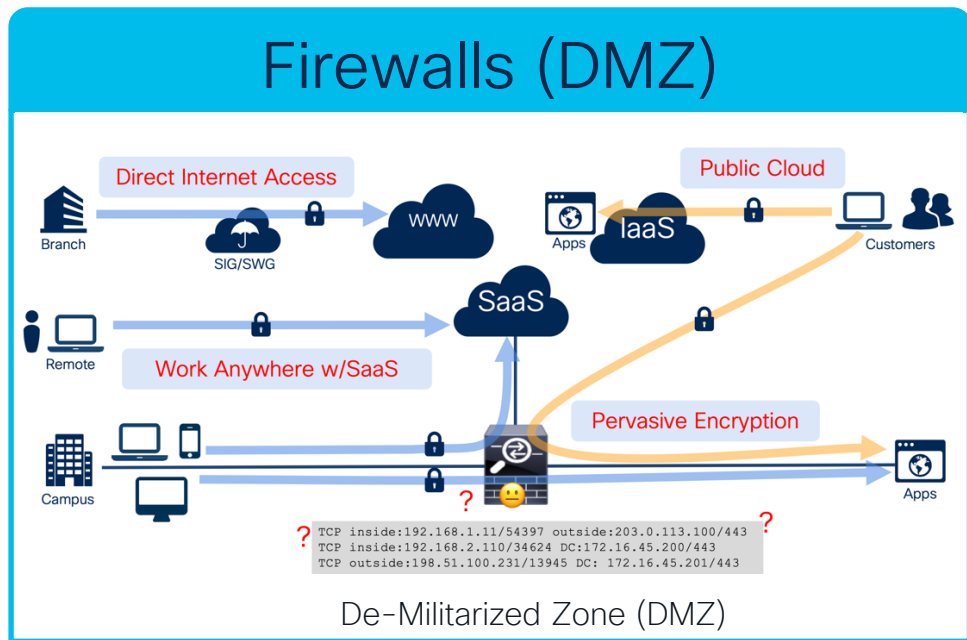 Firewalls (DMZ)
Direct Internet Access
Public Cloud
Branch
SIG/SWG
WWW
Apps
IaaS
Customers
Remote
SaaS
Work Anywhere w/SaaS
Pervasive Encryption
Campus
Apps
?
?
?
TCP inside:192.168.1.11/54397 outside:203.0.113.100/443
TCP inside:192.168.2.110/34624 DC:172.16.45.200/443
TCP outside:198.51.100.231/13945 DC: 172.16.45.201/443
De-Militarized Zone (DMZ)